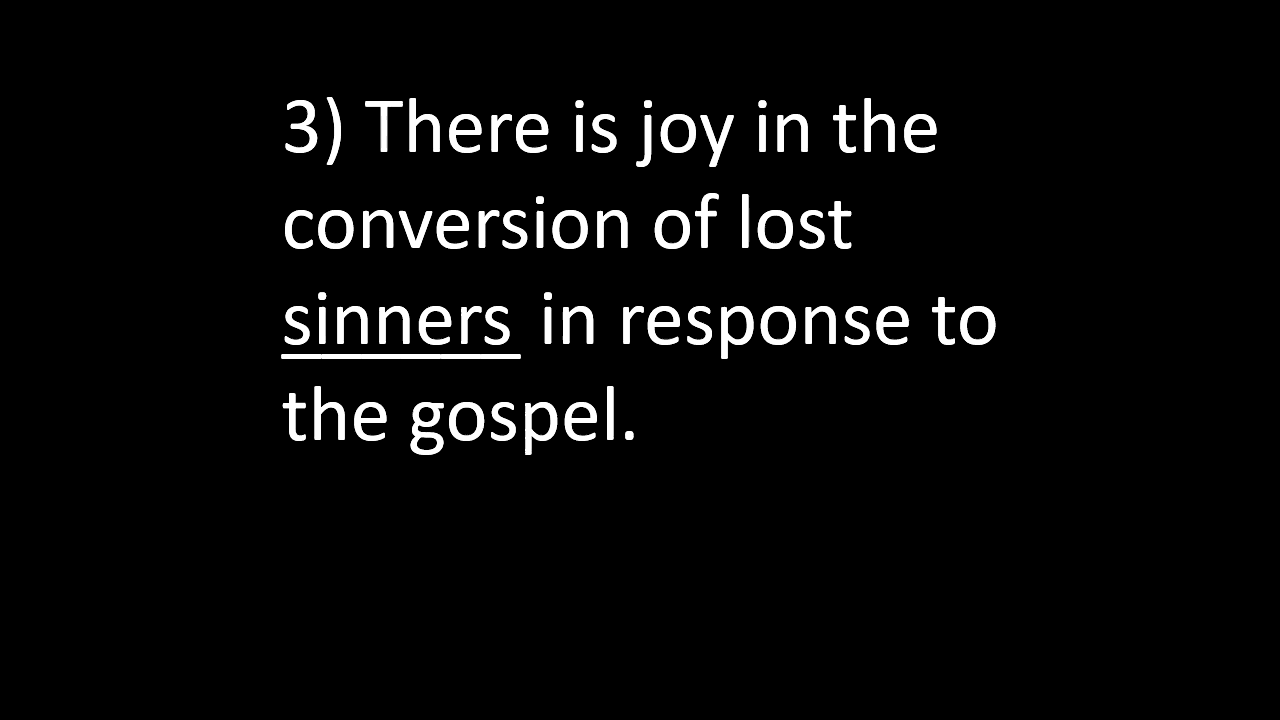 3) There is joy in the
conversion of lost
sinners in response to
the gospel.